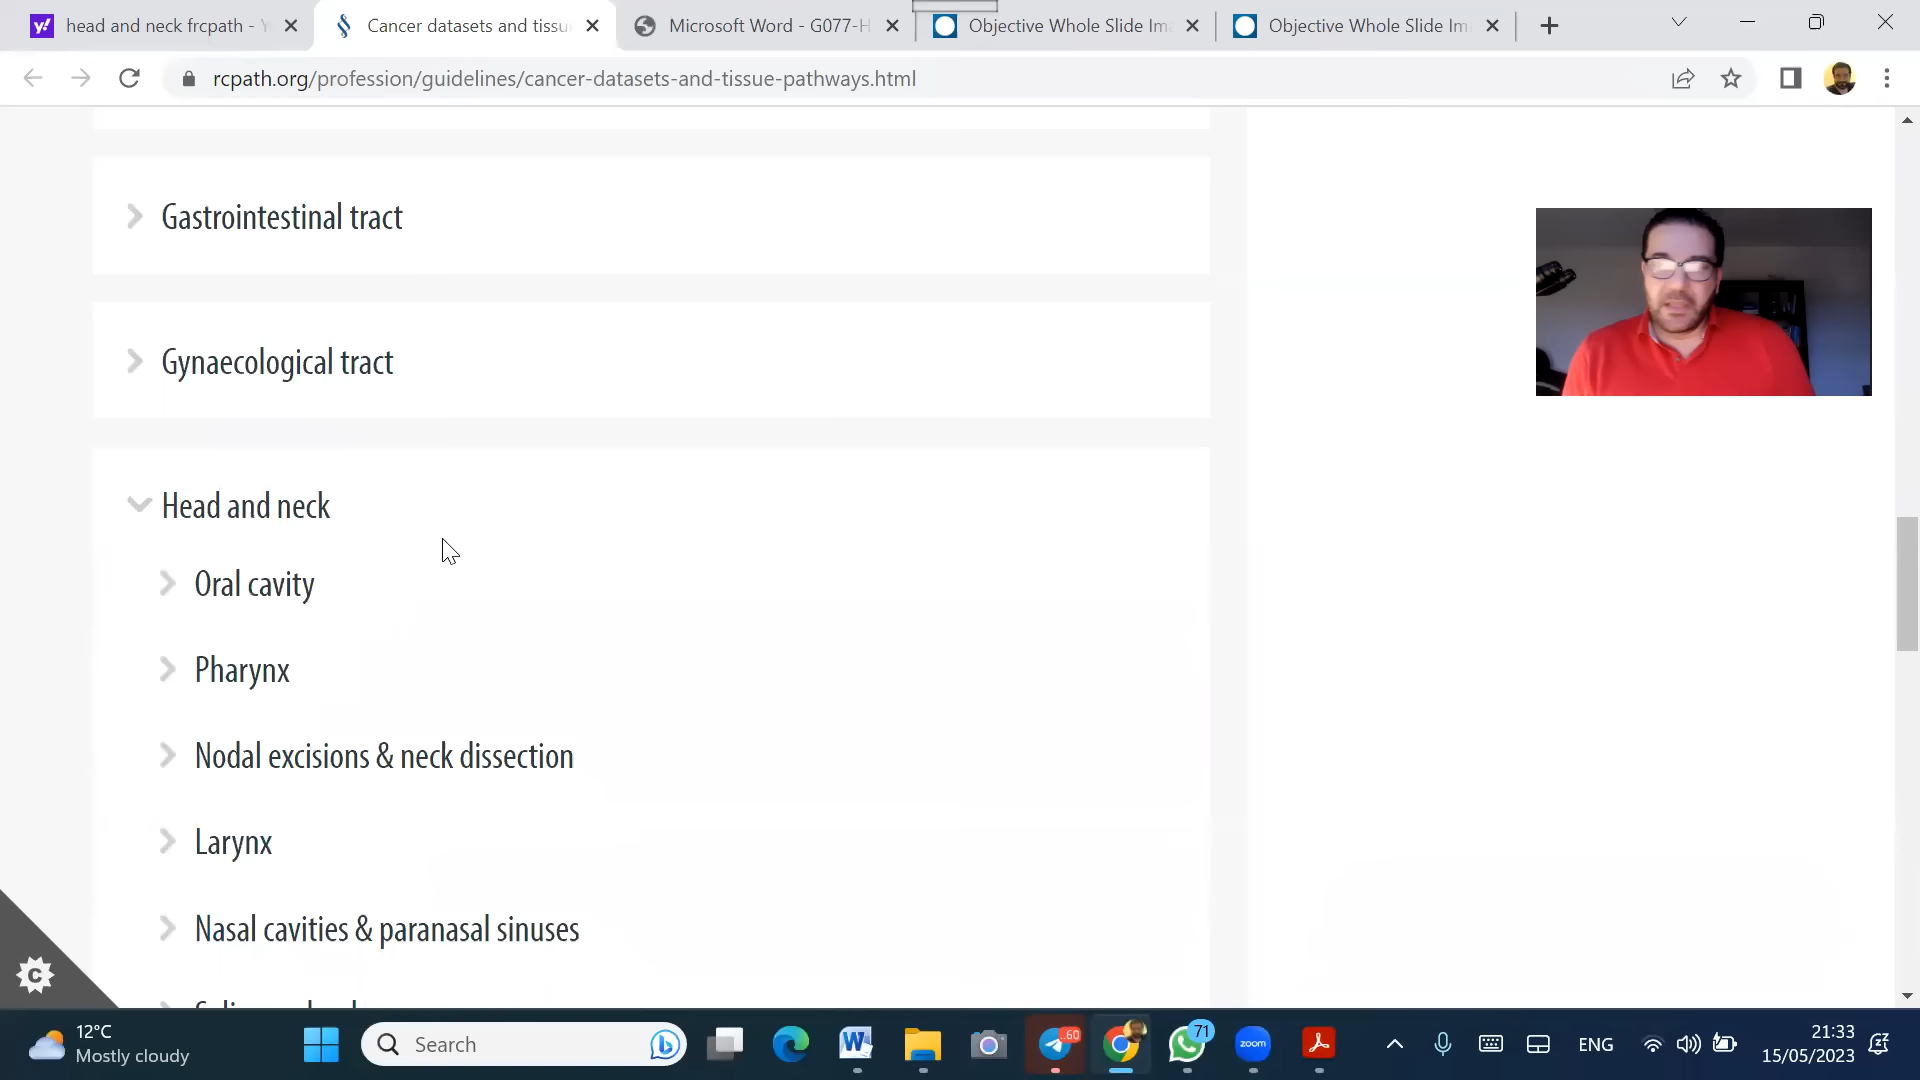 head and neck frcpath -
Cancer datasets and tissu
Microsoft Word - G077-H
Objective Whole Slide Im
Objective Whole Slide Im
rcpath.org/profession/guidelines/cancer-datasets-and-tissue-pathways.html
Gastrointestinal tract
Gynaecological tract
Head and neck
Oral cavity
Pharynx
Nodal excisions & neck dissection
Larynx
Nasal cavities & paranasal sinuses
12°C
Mostly cloudy
Search
60
71
zoom
ENG
21:33
15/05/2023